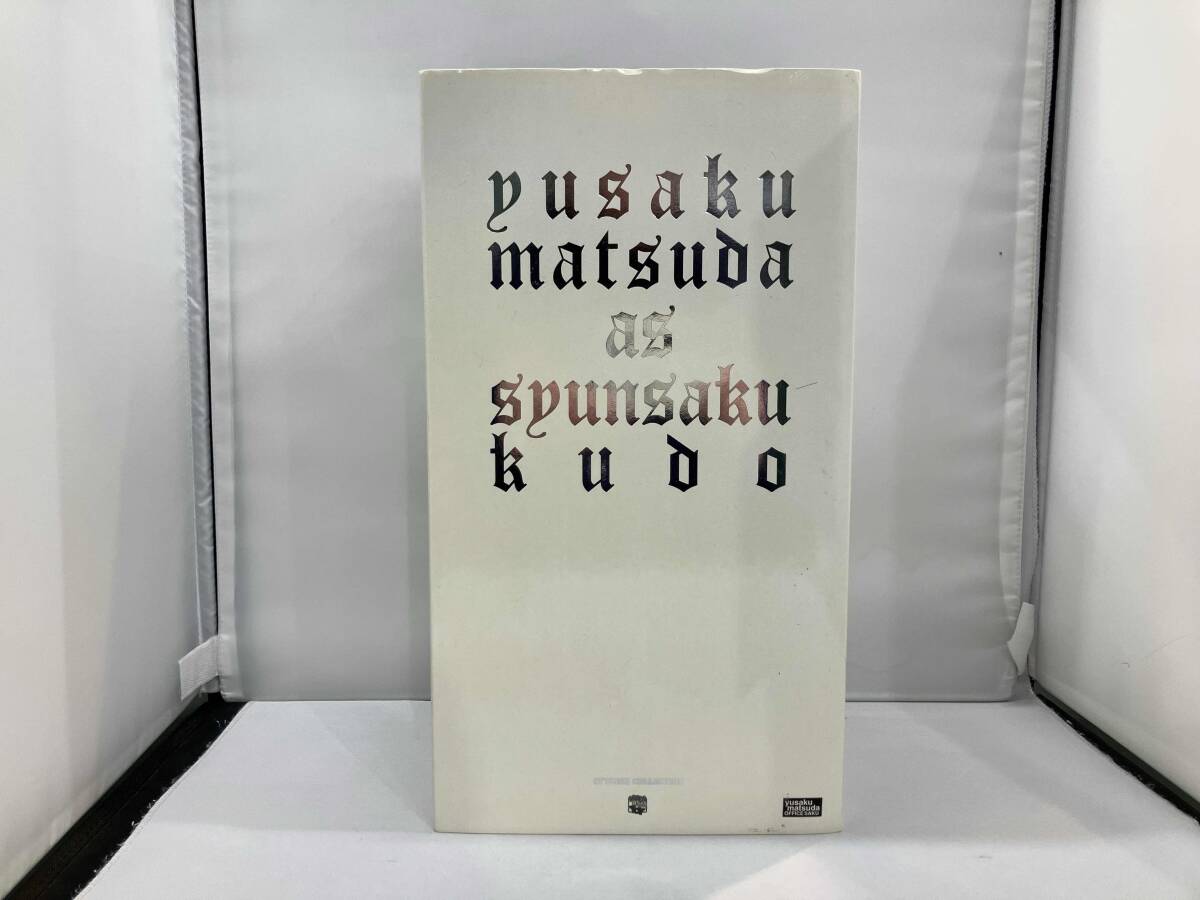 yusaku
matsuda
as
syunsaku
kudo
yusaku
matsuda
OFFICE SAKU